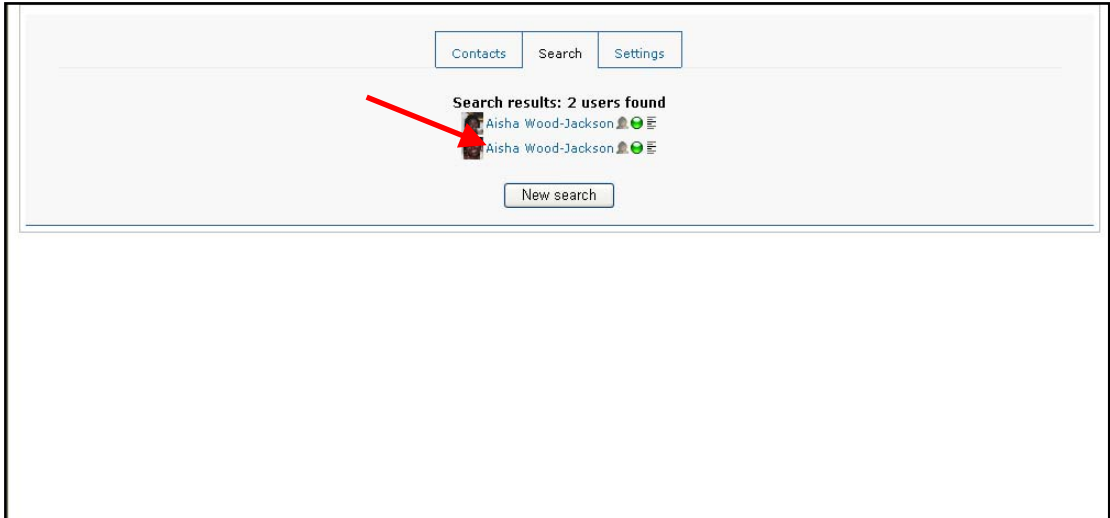 Contacts Search Settings
Search results: 2 users found
Aisha Wood-Jackson
Aisha Wood-Jackson
New search